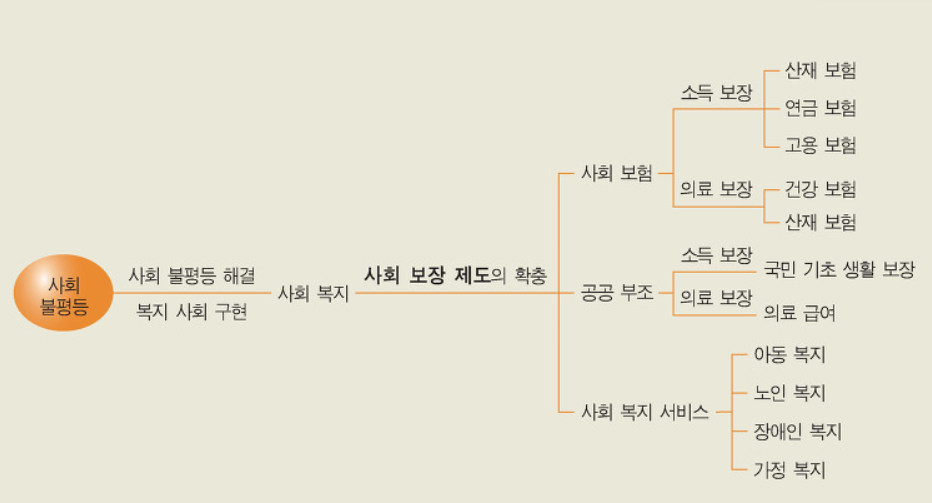 사회
불평등
사회 불평등 해결
복지 사회 구현
사회 복지
사회 보장 제도의 확충
사회 보험
소득 보장
산재 보험
연금 보험
고용 보험
의료 보장
건강 보험
산재 보험
공공 부조
소득 보장
국민 기초 생활 보장
의료 보장
의료 급여
사회 복지 서비스
아동 복지
노인 복지
장애인 복지
가정 복지